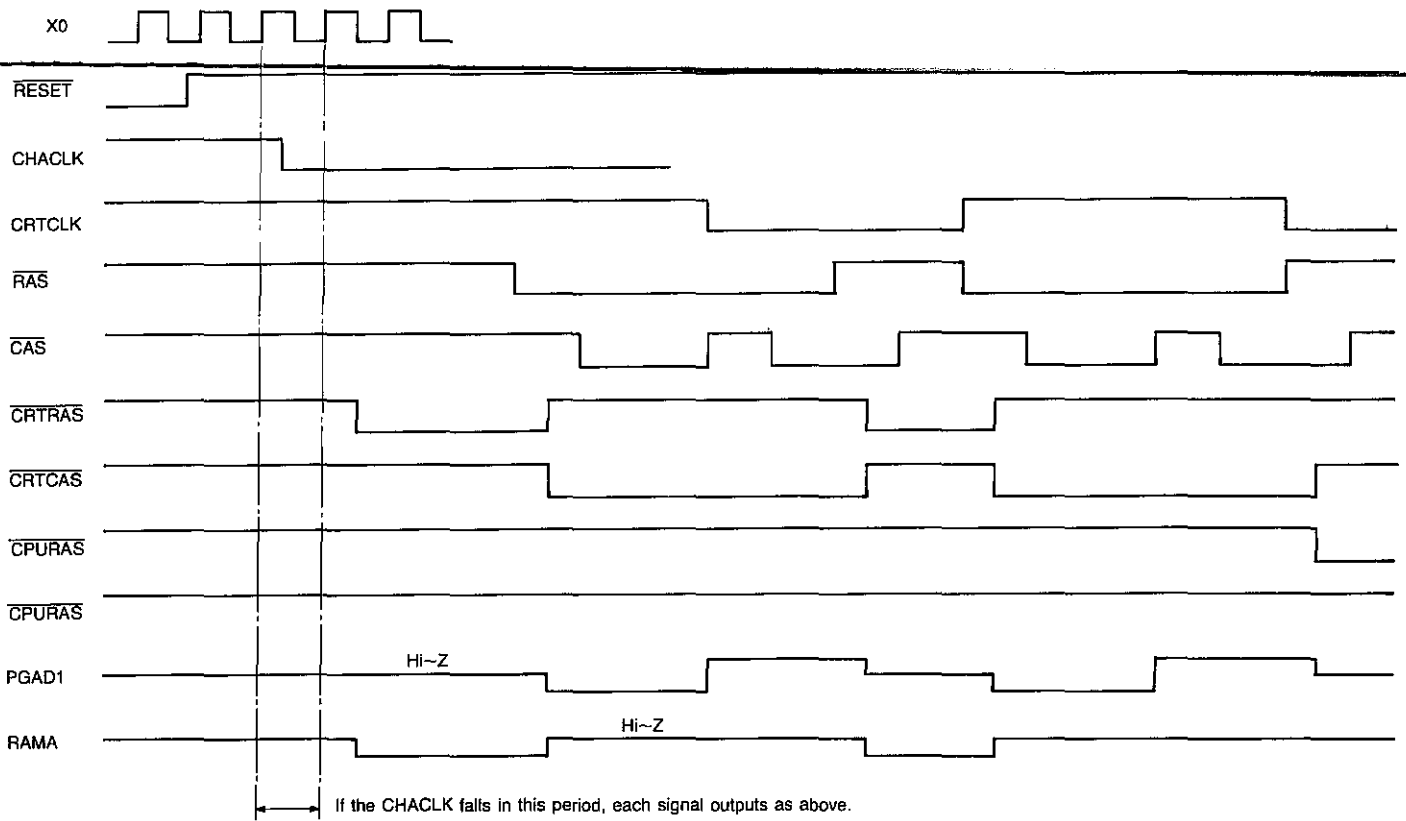 X0
RESET
CHACLK
CRTCLK
RAS
CAS
CRTRAS
CRTCAS
CPURAS
CPURAS
Hi~Z
PGAD1
Hi~Z
RAMA
If the CHACLK falls in this period, each signal outputs as above.